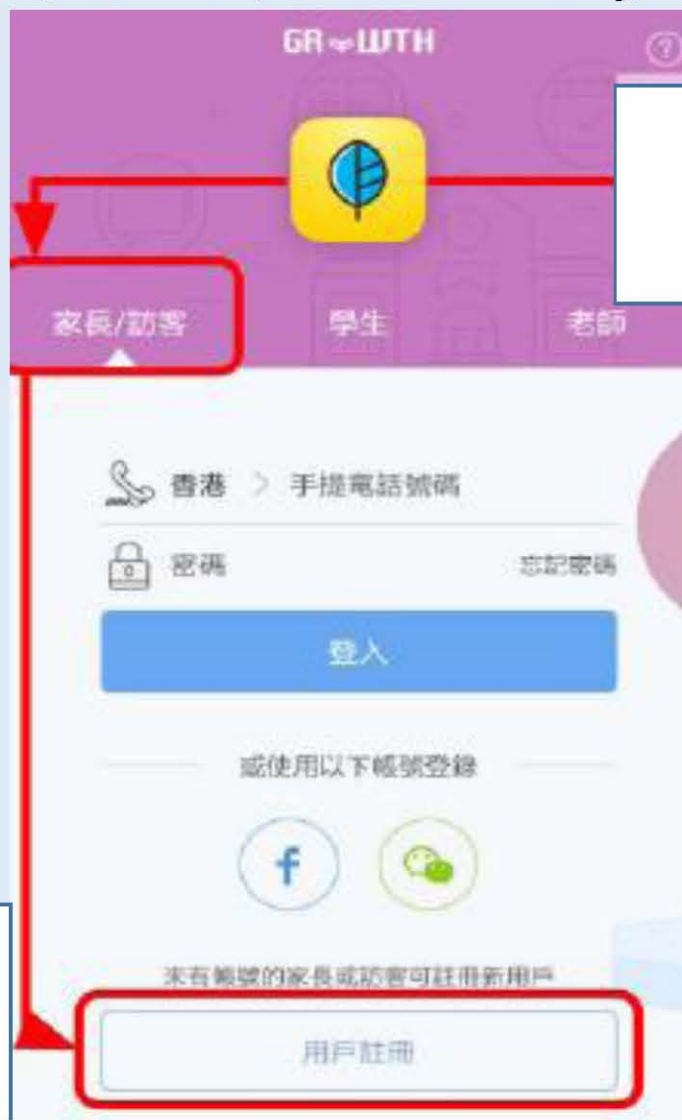 GROWTH
?
家長/訪客 學生 老師
香港 > 手提電話號碼
密碼 忘記密碼
登入
或使用以下帳號登錄
f
未有帳號的家長或訪客可註冊新用戶
用戶註冊